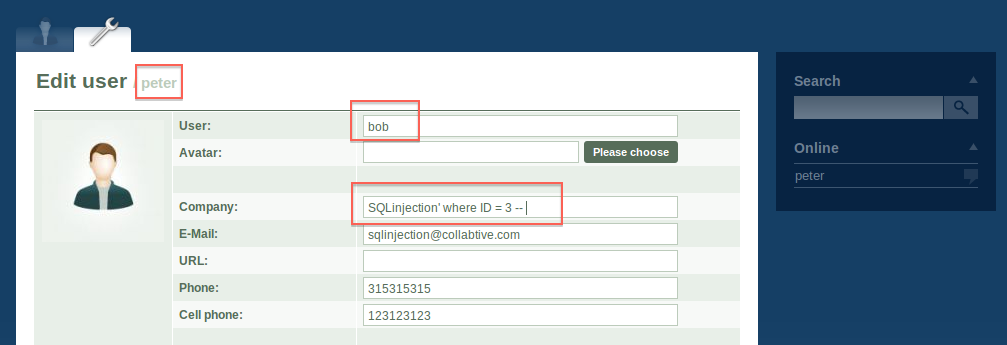 Edit user / peter
User: bob
Avatar: Please choose
Company: SQLinjection' where ID = 3 --
E-Mail: sqlinjection@collabtive.com
URL:
Phone: 315315315
Cell phone: 123123123
Search
Online
peter